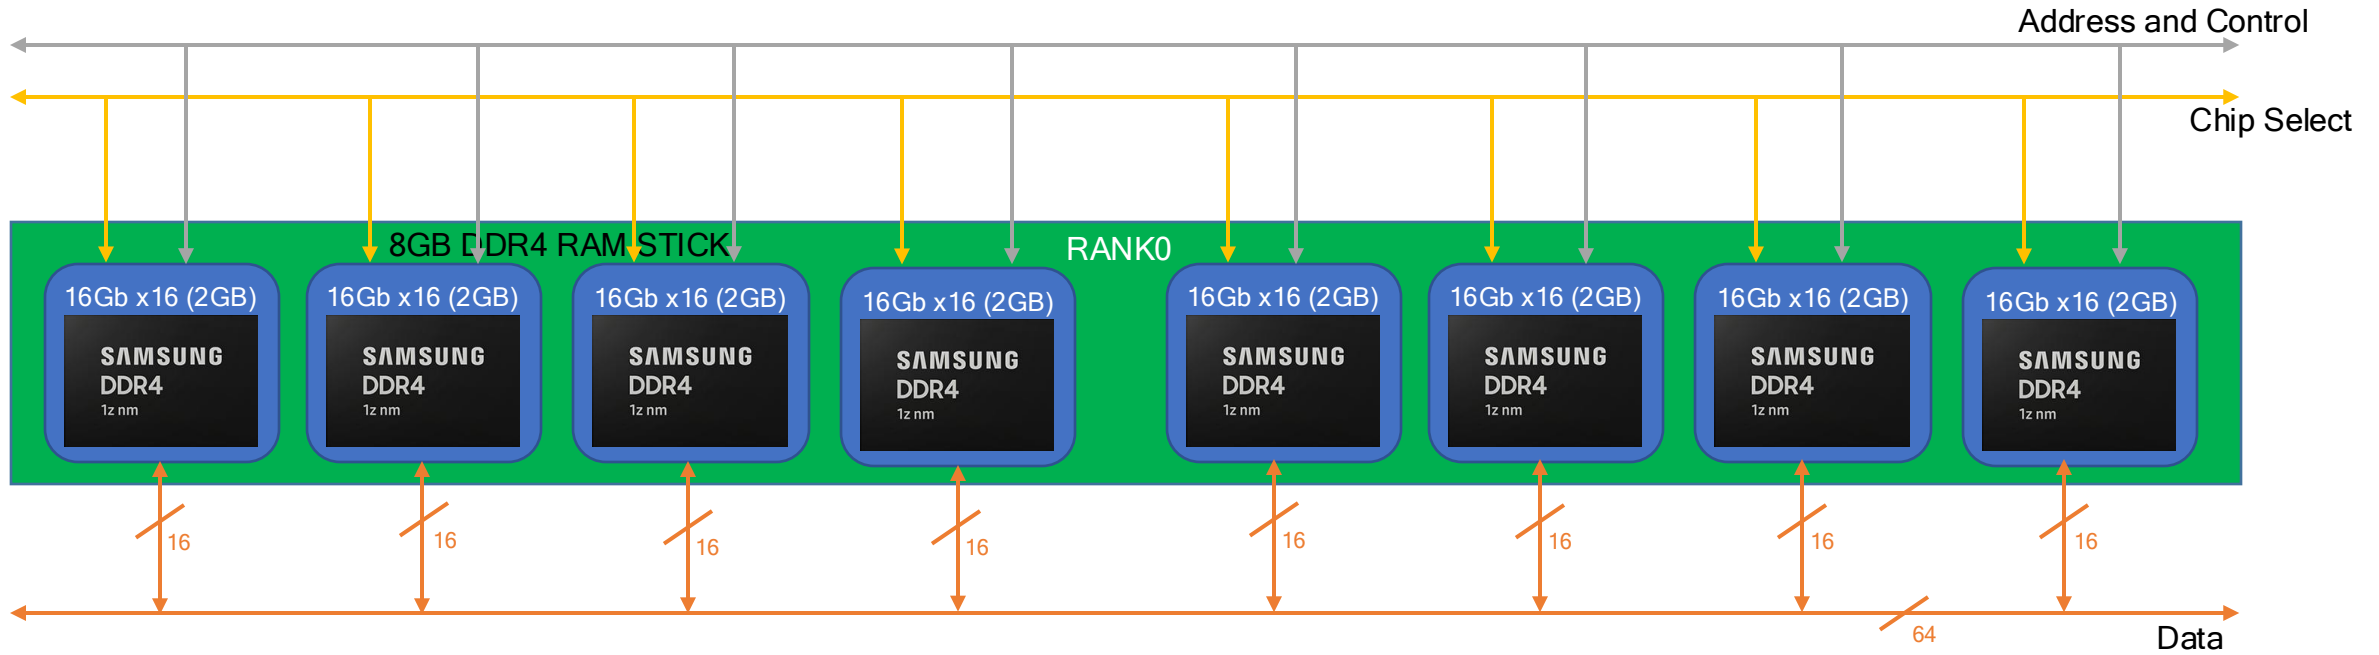 Address and Control
Chip Select
8GB DDR4 RAM STICK
RANK0
16Gb x16 (2GB)
SAMSUNG
DDR4
1z nm
16Gb x16 (2GB)
SAMSUNG
DDR4
1z nm
16Gb x16 (2GB)
SAMSUNG
DDR4
1z nm
16Gb x16 (2GB)
SAMSUNG
DDR4
1z nm
16Gb x16 (2GB)
SAMSUNG
DDR4
1z nm
16Gb x16 (2GB)
SAMSUNG
DDR4
1z nm
16Gb x16 (2GB)
SAMSUNG
DDR4
1z nm
16Gb x16 (2GB)
SAMSUNG
DDR4
1z nm
16
16
16
16
16
16
16
16
64
Data